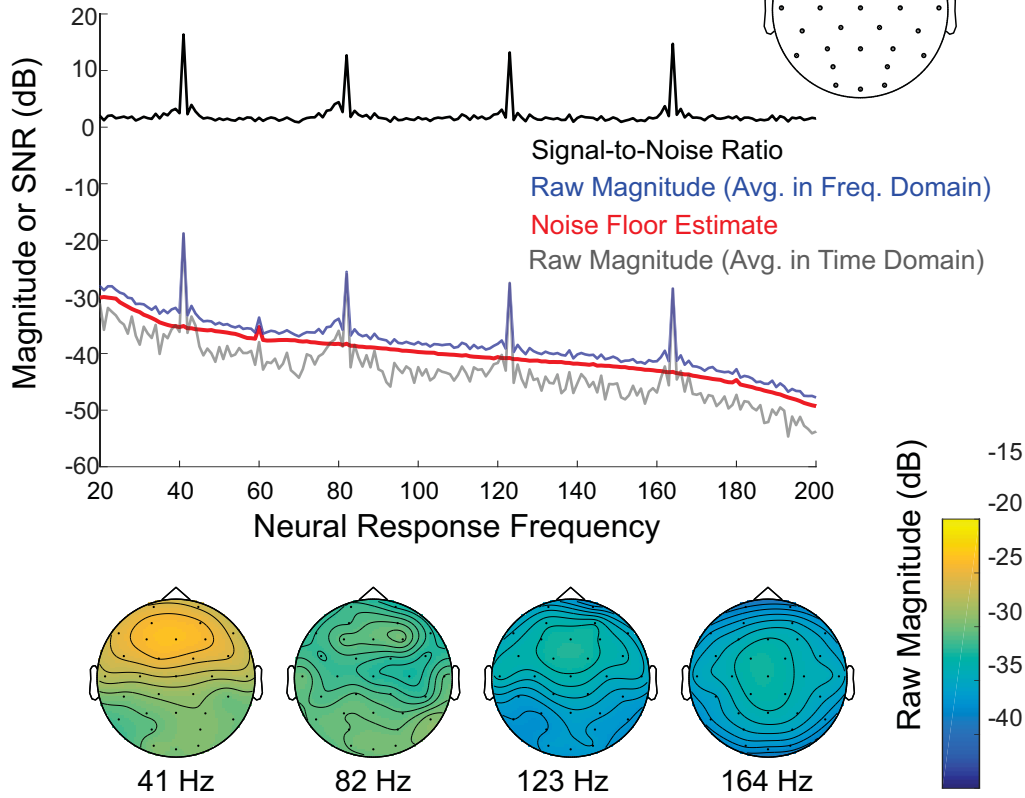 Magnitude or SNR (dB)
20
10
0
-10
-20
-30
-40
-50
-60
Signal-to-Noise Ratio
Raw Magnitude (Avg. in Freq. Domain)
Noise Floor Estimate
Raw Magnitude (Avg. in Time Domain)
20 40 60 80 100 120 140 160 180 200
Neural Response Frequency
Raw Magnitude (dB)
-15
-20
-25
-30
-35
-40
41 Hz 82 Hz 123 Hz 164 Hz